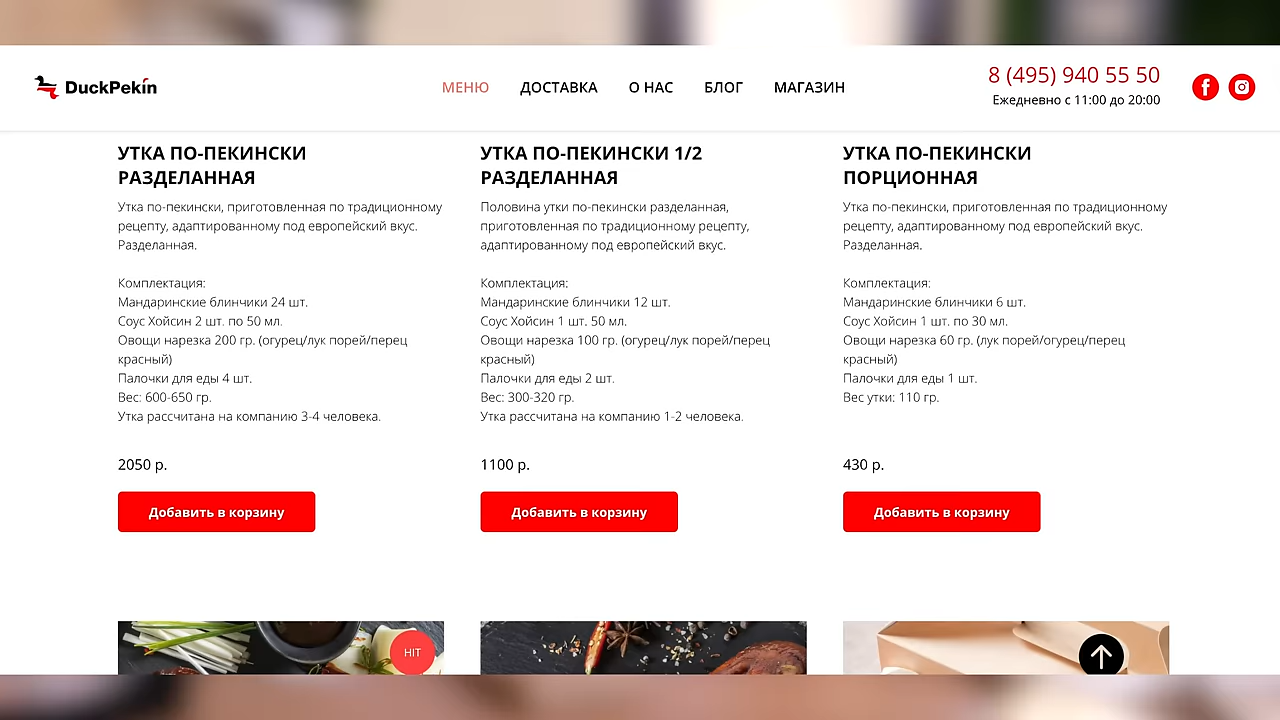 DuckPekin
МЕНЮ ДОСТАВКА О НАС БЛОГ МАГАЗИН
8 (495) 940 55 50
Ежедневно с 11:00 до 20:00
УТКА ПО-ПЕКИНСКИ
РАЗДЕЛАННАЯ
Утка по-пекински, приготовленная по традиционному
рецепту, адаптированному под европейский вкус.
Разделанная.
Комплектация:
Мандаринские блинчики 24 шт.
Соус Хойсин 2 шт. по 50 мл.
Овощи нарезка 200 гр. (огурец/лук порей/перец
красный)
Палочки для еды 4 шт.
Вес: 600-650 гр.
Утка рассчитана на компанию 3-4 человека.
2050 р.
Добавить в корзину
УТКА ПО-ПЕКИНСКИ 1/2
РАЗДЕЛАННАЯ
Половина утки по-пекински разделанная,
приготовленная по традиционному рецепту,
адаптированному под европейский вкус.
Комплектация:
Мандаринские блинчики 12 шт.
Соус Хойсин 1 шт. 50 мл.
Овощи нарезка 100 гр. (огурец/лук порей/перец
красный)
Палочки для еды 2 шт.
Вес: 300-320 гр.
Утка рассчитана на компанию 1-2 человека.
1100 р.
Добавить в корзину
УТКА ПО-ПЕКИНСКИ
ПОРЦИОННАЯ
Утка по-пекински, приготовленная по традиционному
рецепту, адаптированному под европейский вкус.
Разделанная.
Комплектация:
Мандаринские блинчики 6 шт.
Соус Хойсин 1 шт. по 30 мл.
Овощи нарезка 60 гр. (лук порей/огурец/перец
красный)
Палочки для еды 1 шт.
Вес утки: 110 гр.
430 р.
Добавить в корзину
HIT